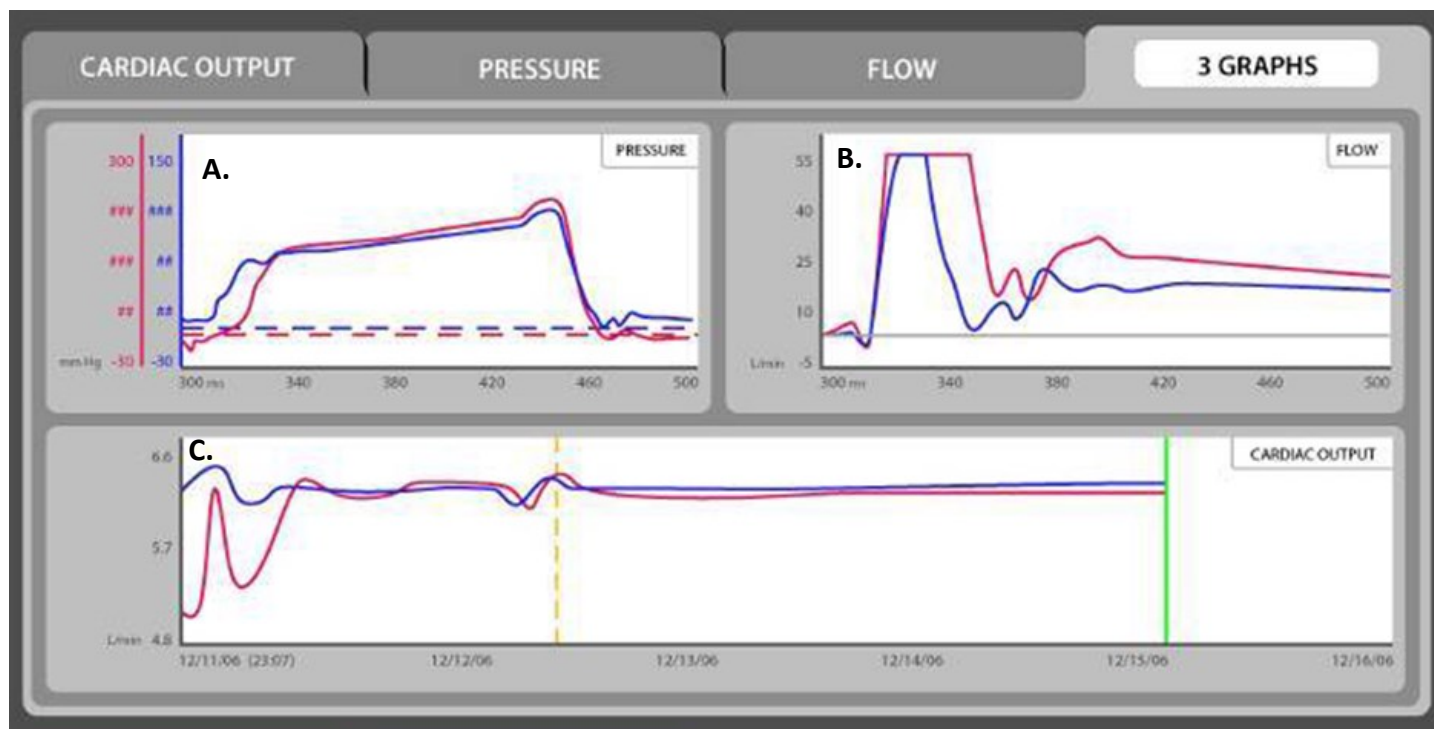 CARDIAC OUTPUT PRESSURE FLOW 3 GRAPHS
A.
PRESSURE
300 150
### ###
### ##
## ##
mm Hg -30 -30
300 ms 340 380 420 460 500
B.
FLOW
55
40
25
10
L/min -5
300 ms 340 380 420 460 500
C.
CARDIAC OUTPUT
6.6
5.7
L/min 4.8
12/11/06 (23:07) 12/12/06 12/13/06 12/14/06 12/15/06 12/16/06